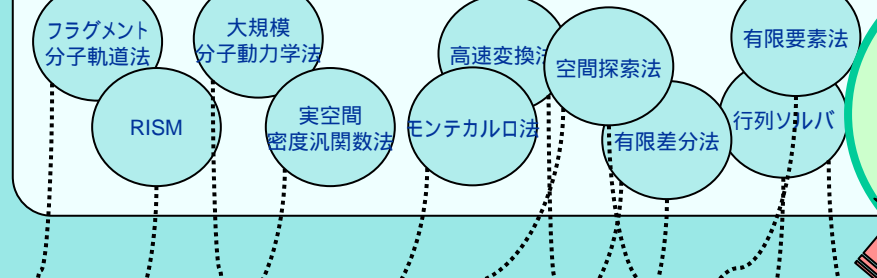 フラグメント
分子軌道法
大規模
分子動力学法
高速変換法
空間探索法
有限要素法
RISM
実空間
密度汎関数法
モンテカルロ法
有限差分法
行列ソルバ